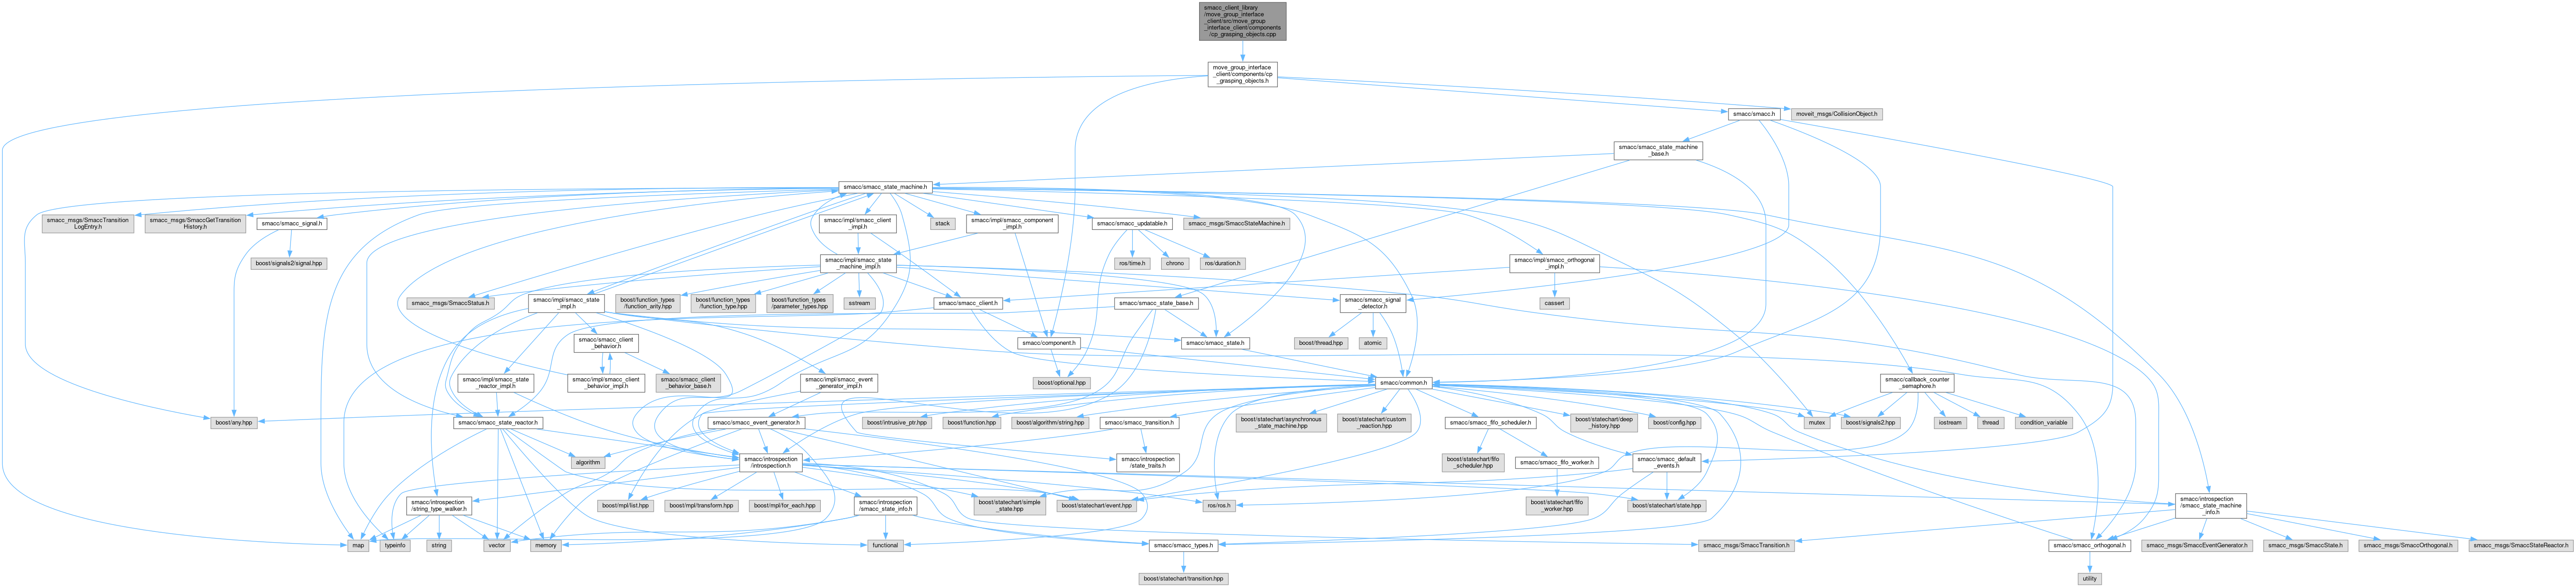 smacc_client_library
/move_group_interface
_client/src/move_group
_interface_client/components
/cp_grasping_objects.cpp
move_group_interface
_client/components/cp
_grasping_objects.h
smacc/smacc.h
moveit_msgs/CollisionObject.h
smacc/smacc_state_machine
_base.h
smacc/smacc_state_machine.h
smacc_msgs/SmaccTransition
LogEntry.h
smacc_msgs/SmaccGetTransition
History.h
smacc/smacc_signal.h
smacc/impl/smacc_client
_impl.h
stack
smacc/impl/smacc_component
_impl.h
smacc/smacc_updatable.h
smacc_msgs/SmaccStateMachine.h
boost/signals2/signal.hpp
smacc/impl/smacc_state
_machine_impl.h
ros/time.h
chrono
ros/duration.h
smacc/impl/smacc_orthogonal
_impl.h
smacc_msgs/SmaccStatus.h
smacc/impl/smacc_state
_impl.h
boost/function_types
/function_arity.hpp
boost/function_types
/function_type.hpp
boost/function_types
/parameter_types.hpp
sstream
smacc/smacc_client.h
smacc/smacc_state_base.h
smacc/smacc_signal
_detector.h
cassert
smacc/smacc_client
_behavior.h
smacc/component.h
smacc/smacc_state.h
boost/thread.hpp
atomic
smacc/impl/smacc_state
_reactor_impl.h
smacc/impl/smacc_client
_behavior_impl.h
smacc/smacc_client
_behavior_base.h
smacc/impl/smacc_event
_generator_impl.h
boost/optional.hpp
smacc/common.h
smacc/callback_counter
_semaphore.h
boost/any.hpp
smacc/smacc_state_reactor.h
smacc/smacc_event_generator.h
boost/intrusive_ptr.hpp
boost/function.hpp
boost/algorithm/string.hpp
smacc/smacc_transition.h
boost/statechart/asynchronous
_state_machine.hpp
boost/statechart/custom
_reaction.hpp
smacc/smacc_fifo_scheduler.h
boost/statechart/deep
_history.hpp
boost/config.hpp
mutex
boost/signals2.hpp
iostream
thread
condition_variable
algorithm
smacc/introspection
/introspection.h
smacc/introspection
/state_traits.h
boost/statechart/fifo
_scheduler.hpp
smacc/smacc_fifo_worker.h
smacc/smacc_default
_events.h
smacc/introspection
/string_type_walker.h
boost/mpl/list.hpp
boost/mpl/transform.hpp
boost/mpl/for_each.hpp
smacc/introspection
/smacc_state_info.h
boost/statechart/simple
_state.hpp
boost/statechart/event.hpp
ros/ros.h
boost/statechart/fifo
_worker.hpp
boost/statechart/state.hpp
smacc/introspection
/smacc_state_machine
_info.h
map
typeinfo
string
vector
memory
functional
smacc/smacc_types.h
smacc_msgs/SmaccTransition.h
smacc/smacc_orthogonal.h
smacc_msgs/SmaccEventGenerator.h
smacc_msgs/SmaccState.h
smacc_msgs/SmaccOrthogonal.h
smacc_msgs/SmaccStateReactor.h
boost/statechart/transition.hpp
utility